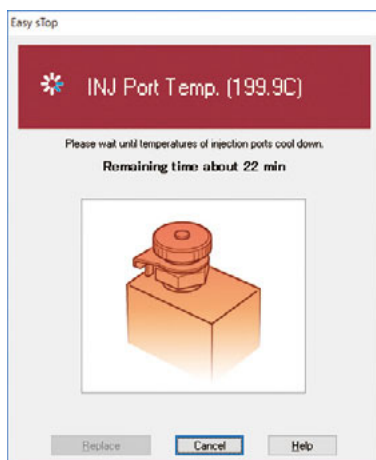 Easy sTop
INJ Port Temp. (199.9C)
Please wait until temperatures of injection ports cool down.
Remaining time about 22 min
Replace Cancel Help